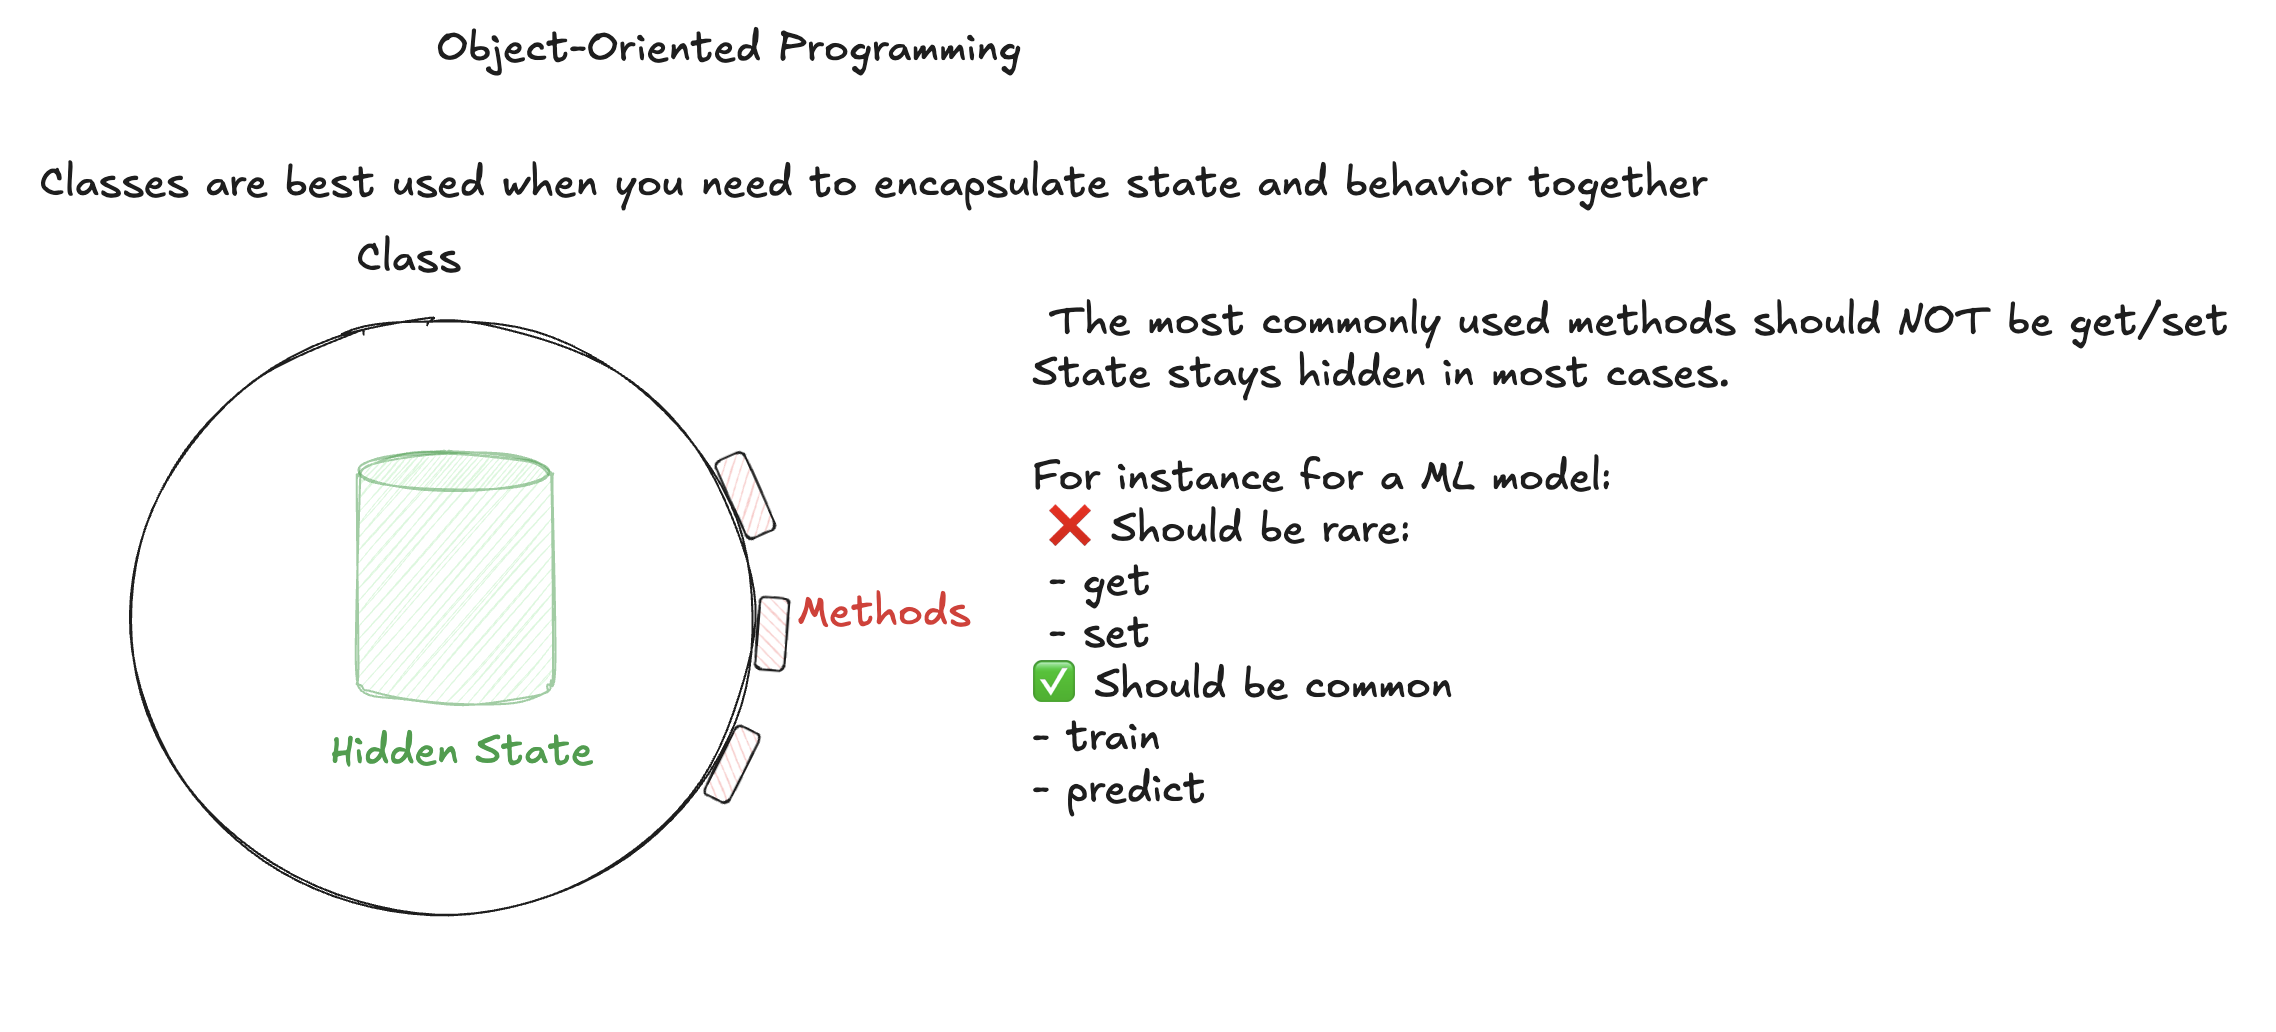 Object-Oriented Programming
Classes are best used when you need to encapsulate state and behavior together
Class
Hidden State
Methods
The most commonly used methods should NOT be get/set
State stays hidden in most cases.
For instance for a ML model:
❌ Should be rare:
- get
- set
✅ Should be common
- train
- predict